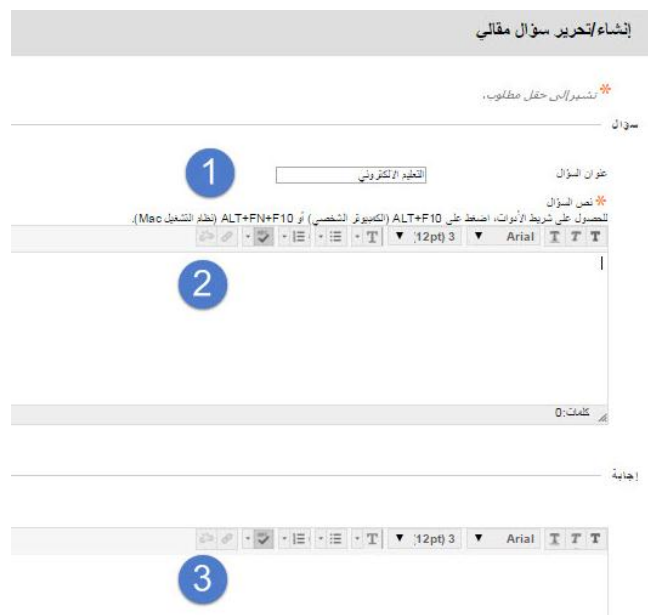 إنشاء/تحرير سؤال مقالي
* تشير إلى حقل مطلوب.
سؤال
عنوان السؤال
التعليم الالكتروني
1
* نص السؤال
للحصول على شريط الأدوات، اضغط على ALT+F10 (الكمبيوتر الشخصي) أو ALT+FN+F10 (نظام التشغيل Mac).
T T T Arial 3 (12pt) T
2
كلمات:0
إجابة
T T T Arial 3 (12pt) T
3